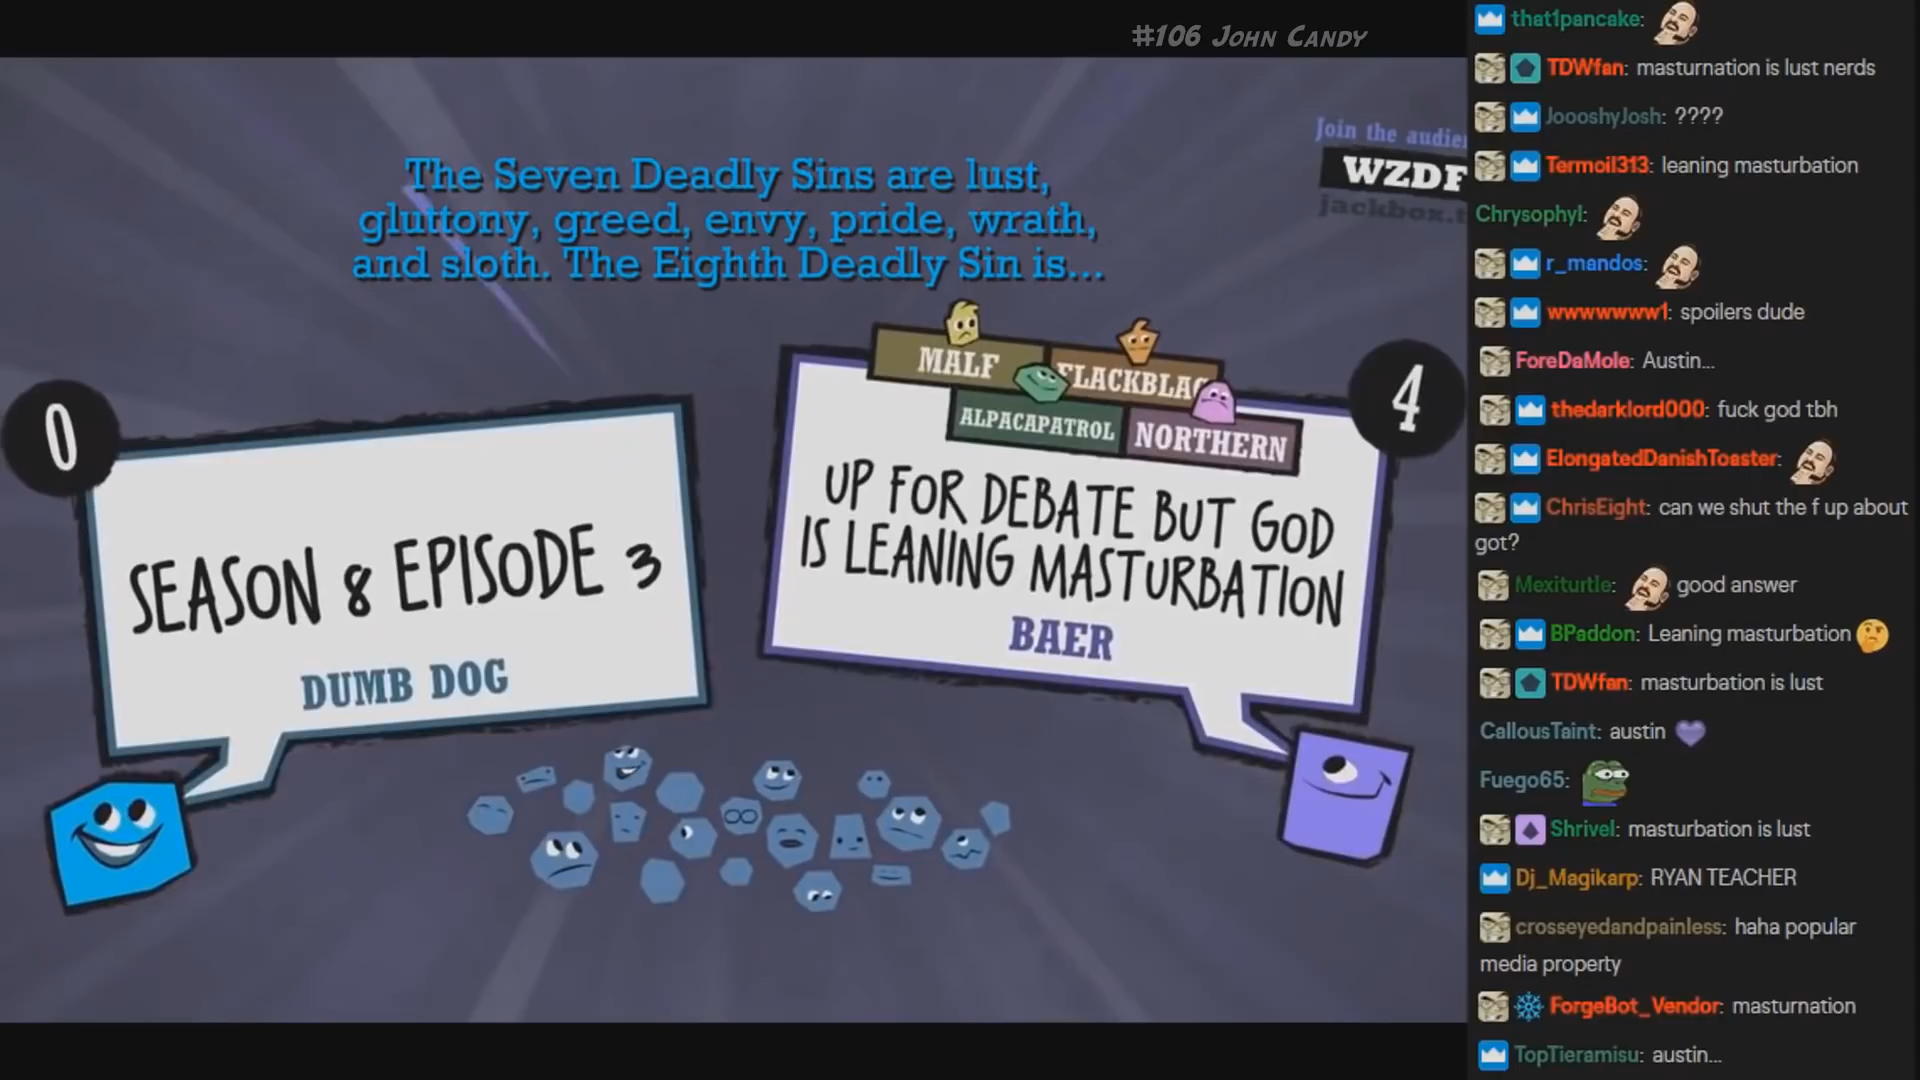 #106 John Candy
The Seven Deadly Sins are lust,
gluttony, greed, envy, pride, wrath,
and sloth. The Eighth Deadly Sin is...
Join the
WZDF
0
SEASON 8 EPISODE 3
DUMB DOG
MALF
FLACKBLAG
ALPACAPATROL
NORTHERN
4
UP FOR DEBATE BUT GOD
IS LEANING MASTURBATION
BAER
that1pancake:
TDWfan: masturnation is lust nerds
JoooshyJosh: ????
Termoil313: leaning masturbation
Chrysophyl:
r_mandos:
wwwwwww1: spoilers dude
ForeDaMole: Austin...
thedarklord000: fuck god tbh
ElongatedDanishToaster:
ChrisEight: can we shut the f up about
got?
Mexiturtle: good answer
BPaddon: Leaning masturbation
TDWfan: masturbation is lust
CallousTaint: austin
Fuego65:
Shrivel: masturbation is lust
Dj_Magikarp: RYAN TEACHER
crosseyedandpainless: haha popular
media property
ForgeBot_Vendor: masturnation
TopTieramisu: austin...